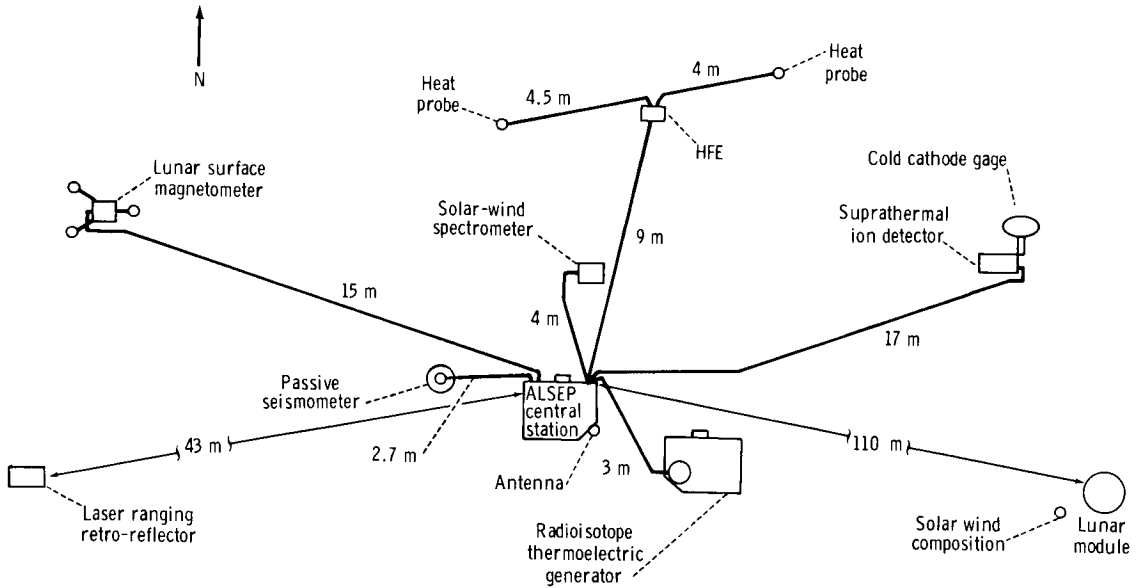 N
Heat
probe
4.5 m
4 m
Heat
probe
HFE
Lunar surface
magnetometer
Solar-wind
spectrometer
9 m
Cold cathode gage
Suprathermal
ion detector
15 m
4 m
17 m
Passive
seismometer
ALSEP
central
station
43 m
2.7 m
3 m
110 m
Antenna
Laser ranging
retro-reflector
Radioisotope
thermoelectric
generator
Solar wind
composition
Lunar
module